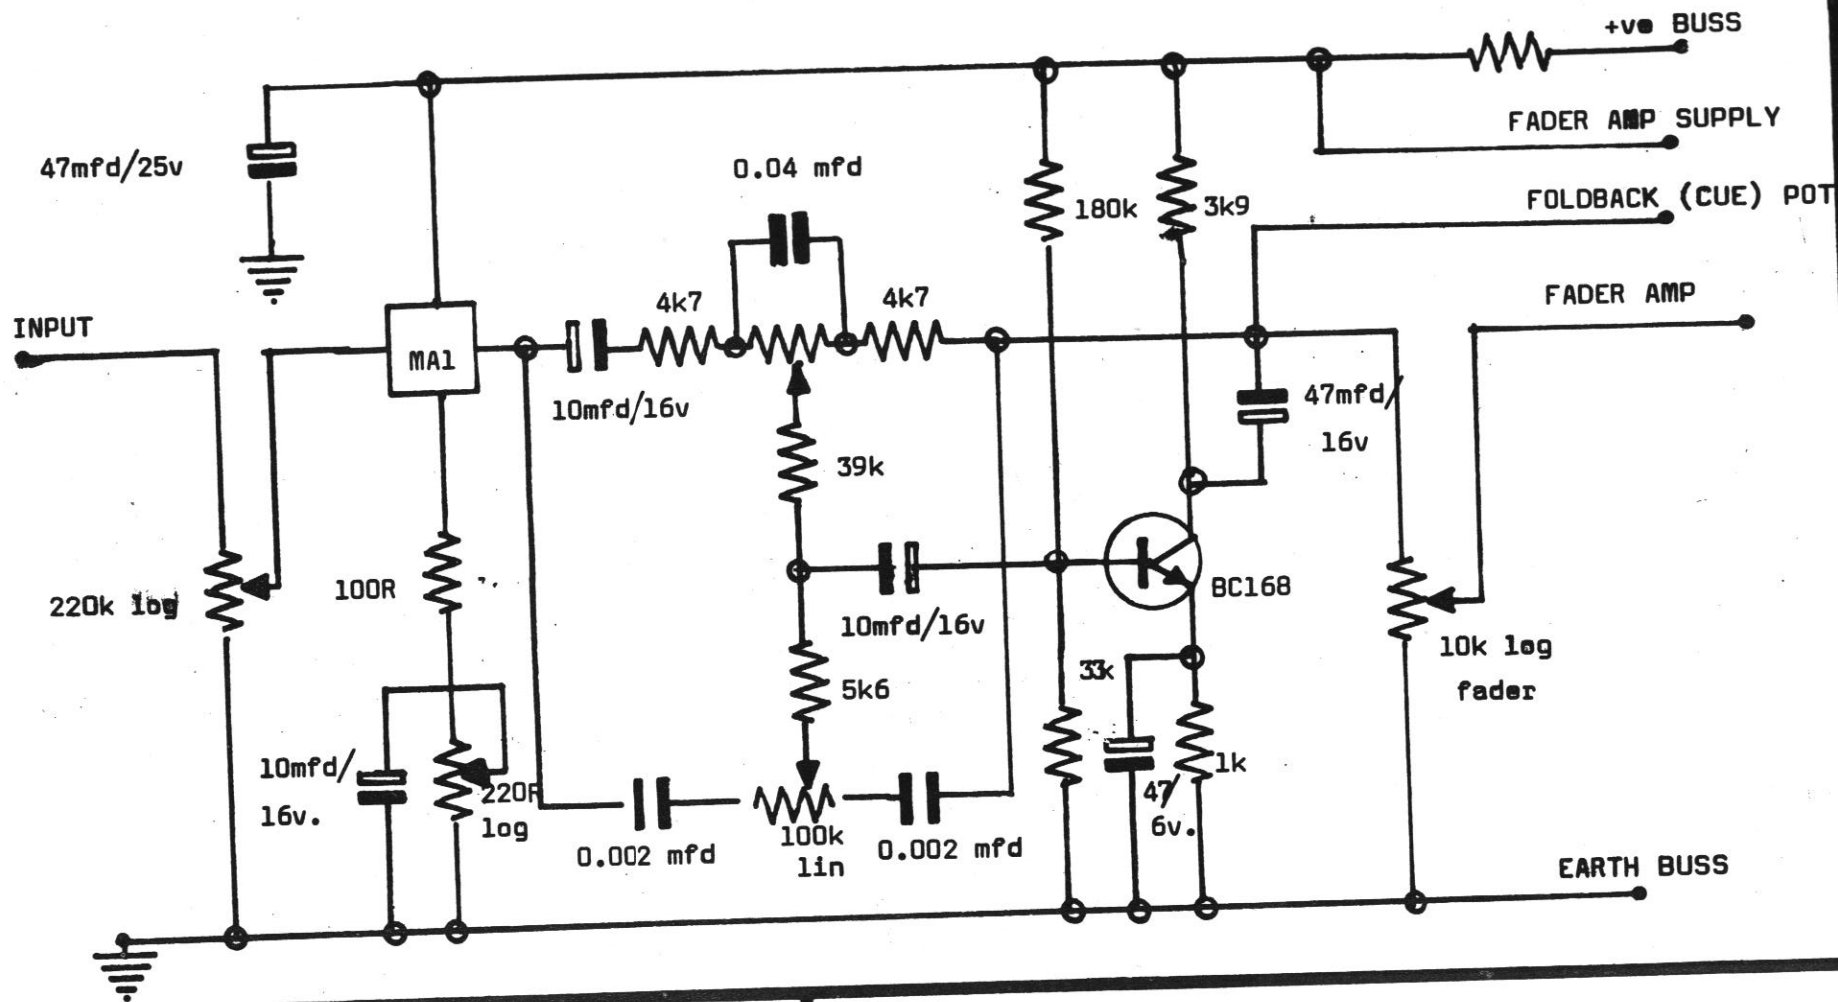 +ve BUSS
FADER AMP SUPPLY
47mfd/25v
0.04 mfd
180k
3k9
FOLDBACK (CUE) POT
4k7
4k7
FADER AMP
INPUT
MA1
10mfd/16v
47mfd/
16v
39k
100R
220k log
BC168
10mfd/16v
10k log
fader
33k
5k6
10mfd/
16v.
220R
log
1k
47/
6v.
100k
lin
0.002 mfd
0.002 mfd
EARTH BUSS